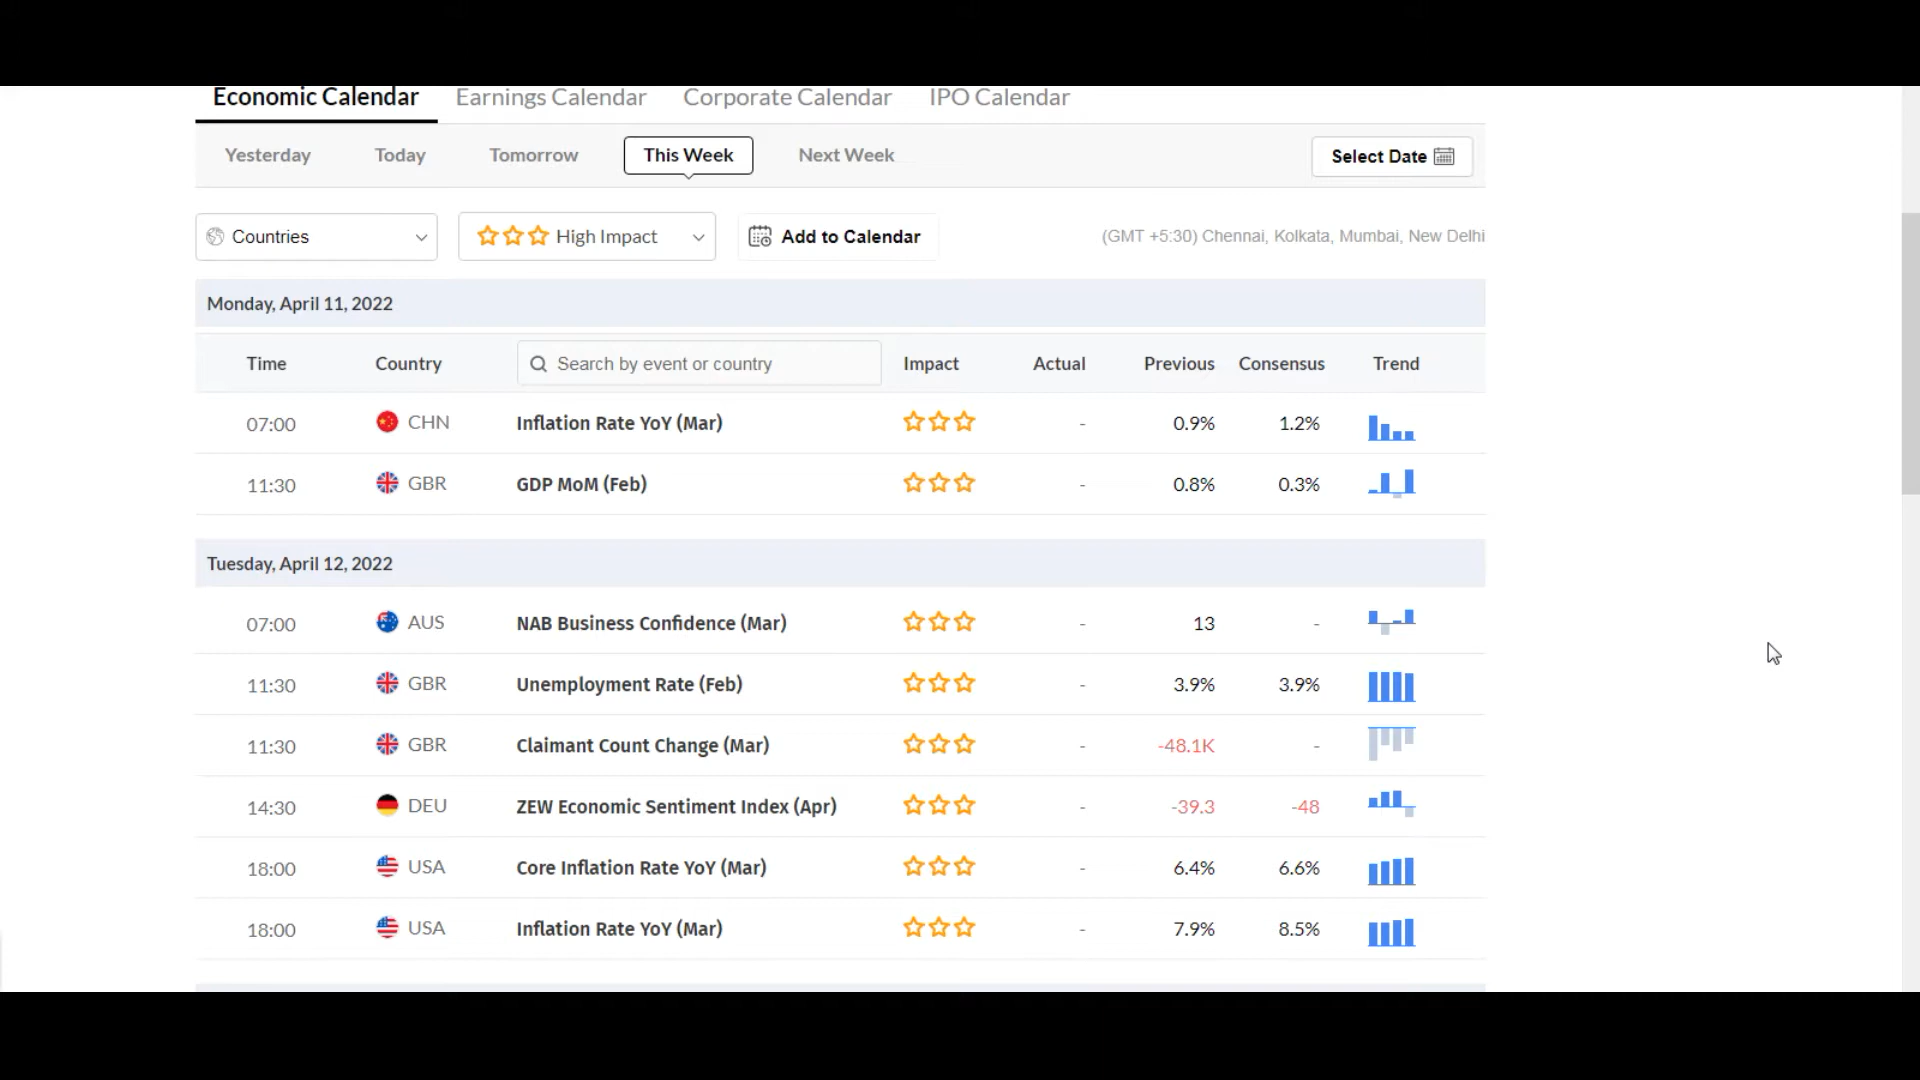 Economic Calendar Earnings Calendar Corporate Calendar IPO Calendar
Yesterday Today Tomorrow This Week Next Week Select Date
Countries High Impact Add to Calendar (GMT +5:30) Chennai, Kolkata, Mumbai, New Delhi
Monday, April 11, 2022
Time Country Search by event or country Impact Actual Previous Consensus Trend
07:00 CHN Inflation Rate YoY (Mar) - 0.9% 1.2%
11:30 GBR GDP MoM (Feb) - 0.8% 0.3%
Tuesday, April 12, 2022
07:00 AUS NAB Business Confidence (Mar) - 13 -
11:30 GBR Unemployment Rate (Feb) - 3.9% 3.9%
11:30 GBR Claimant Count Change (Mar) - -48.1K -
14:30 DEU ZEW Economic Sentiment Index (Apr) - -39.3 -48
18:00 USA Core Inflation Rate YoY (Mar) - 6.4% 6.6%
18:00 USA Inflation Rate YoY (Mar) - 7.9% 8.5%